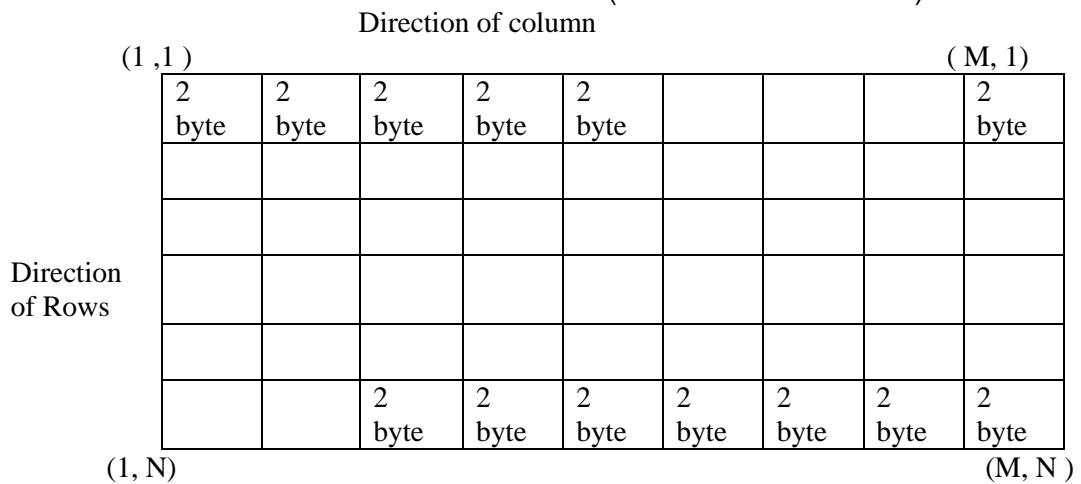 Direction of column
(1 ,1 ) ( M, 1)
2 2 2 2 2 2
byte byte byte byte byte byte
Direction
of Rows
2 2 2 2 2 2 2
byte byte byte byte byte byte byte
(1, N) (M, N )